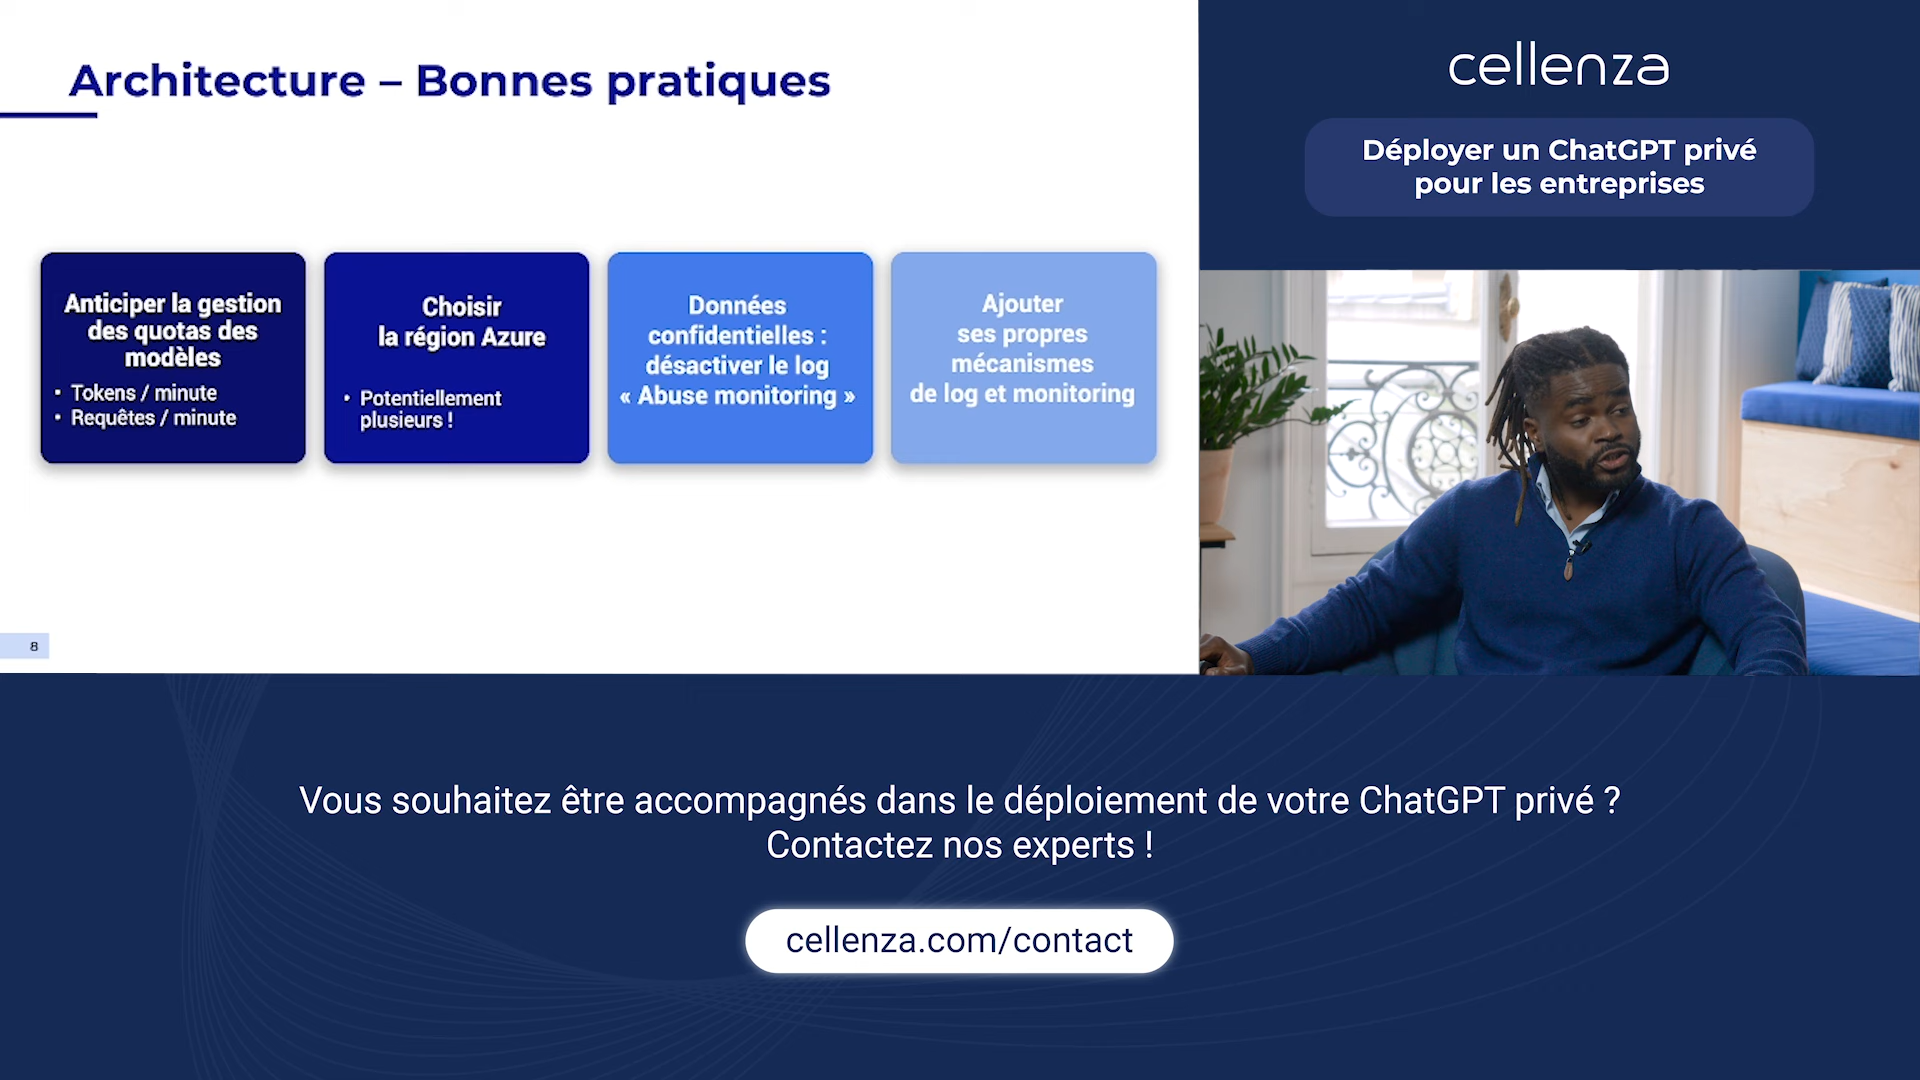 Architecture – Bonnes pratiques
Anticiper la gestion
des quotas des
modèles
• Tokens / minute
• Requêtes / minute
Choisir
la région Azure
• Potentiellement
plusieurs !
Données
confidentielles :
désactiver le log
« Abuse monitoring »
Ajouter
ses propres
mécanismes
de log et monitoring
8
cellenza
Déployer un ChatGPT privé
pour les entreprises
Vous souhaitez être accompagnés dans le déploiement de votre ChatGPT privé ?
Contactez nos experts !
cellenza.com/contact